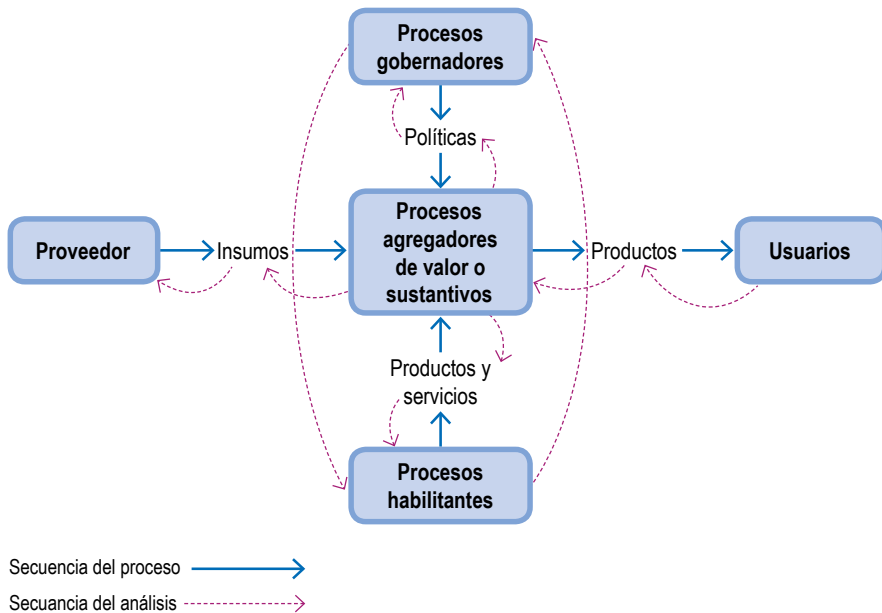 Procesos
gobernadores
Políticas
Proveedor
Insumos
Procesos
agregadores
de valor o
sustantivos
Productos
Usuarios
Productos y
servicios
Procesos
habilitantes
Secuencia del proceso
Secuancia del análisis